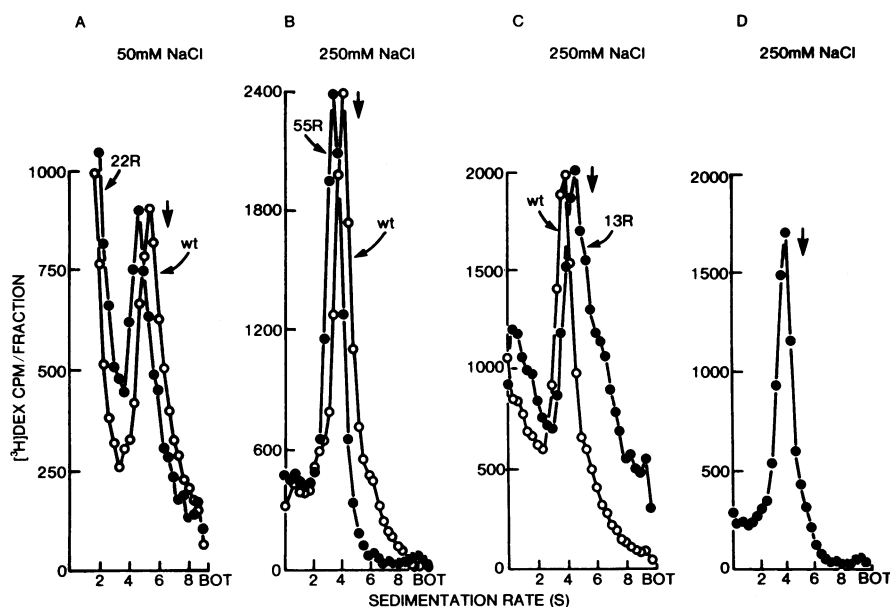 A
B
C
D
50mM NaCl
250mM NaCl
250mM NaCl
250mM NaCl
[³H]DEX CPM/FRACTION
1000
750
500
250
0
22R
wt
2 4 6 8 BOT
2400
1800
1200
600
0
55R
wt
2 4 6 8 BOT
2000
1500
1000
500
0
wt
13R
2 4 6 8 BOT
2000
1500
1000
500
0
2 4 6 8 BOT
SEDIMENTATION RATE (S)